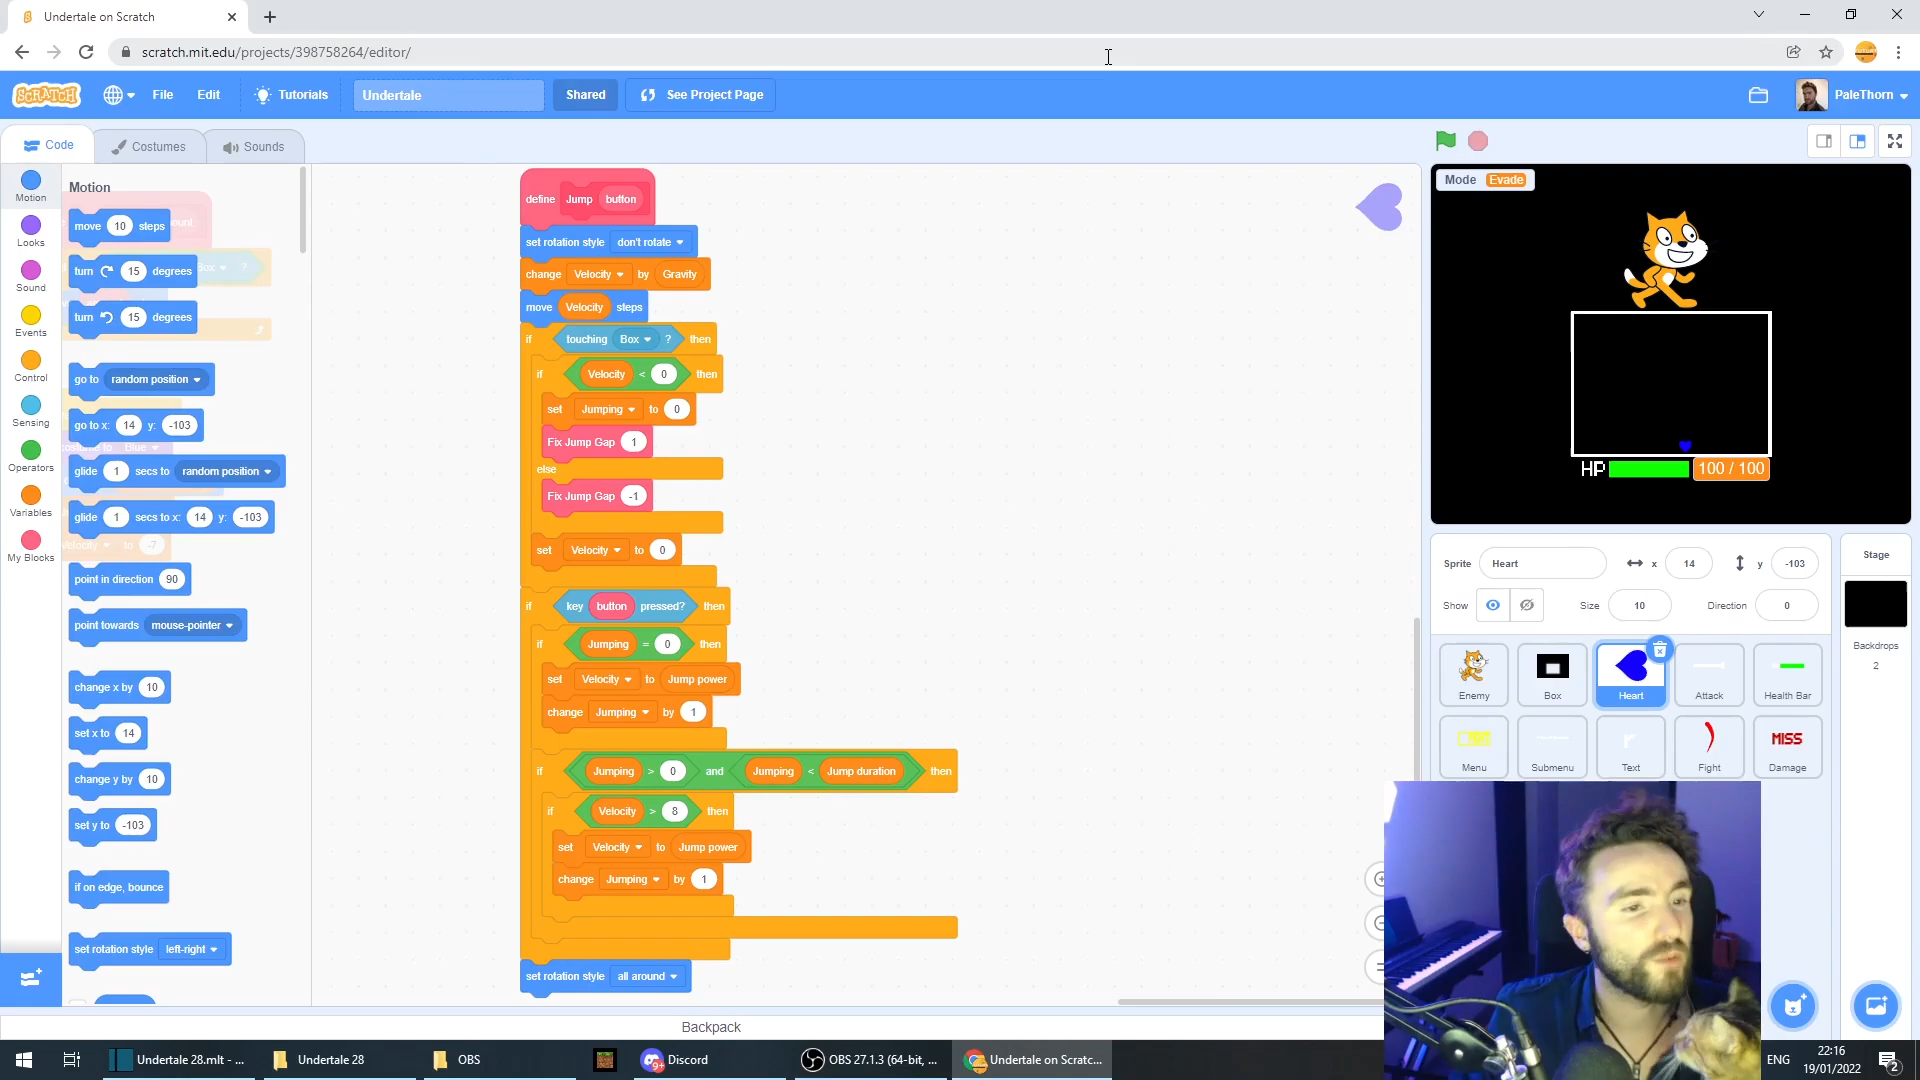 Undertale on Scratch
scratch.mit.edu/projects/398758264/editor/
SCRATCH
File
Edit
Tutorials
Undertale
Shared
See Project Page
PaleThorn
Code
Costumes
Sounds
Motion
Looks
Sound
Events
Control
Sensing
Operators
Variables
My Blocks
Motion
move 10 steps
turn 15 degrees
turn 15 degrees
go to random position
go to x: 14 y: -103
glide 1 secs to random position
glide 1 secs to x: 14 y: -103
point in direction 90
point towards mouse-pointer
change x by 10
set x to 14
change y by 10
set y to -103
if on edge, bounce
set rotation style left-right
define Jump button
set rotation style don't rotate
change Velocity by Gravity
move Velocity steps
if touching Box ? then
if Velocity < 0 then
set Jumping to 0
Fix Jump Gap 1
else
Fix Jump Gap -1
set Velocity to 0
if key button pressed? then
if Jumping = 0 then
set Velocity to Jump power
change Jumping by 1
if Jumping > 0 and Jumping < Jump duration then
if Velocity > 8 then
set Velocity to Jump power
change Jumping by 1
set rotation style all around
Backpack
Mode Evade
HP 100 / 100
Sprite Heart x 14 y -103
Show Size 10 Direction 0
Enemy
Box
Heart
Attack
Health Bar
Menu
Submenu
Text
Fight
MISS
Damage
Stage
Backdrops
2
Undertale 28.mlt - ...
Undertale 28
OBS
Discord
OBS 27.1.3 (64-bit, ...
Undertale on Scratc...
ENG
22:16
19/01/2022
2